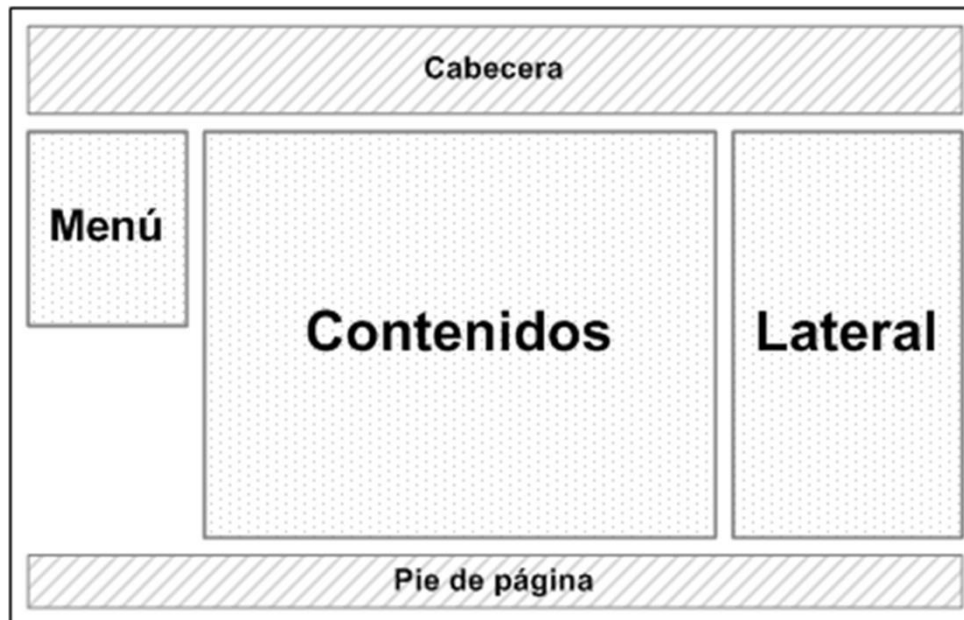 Cabecera
Menú
Contenidos
Lateral
Pie de página